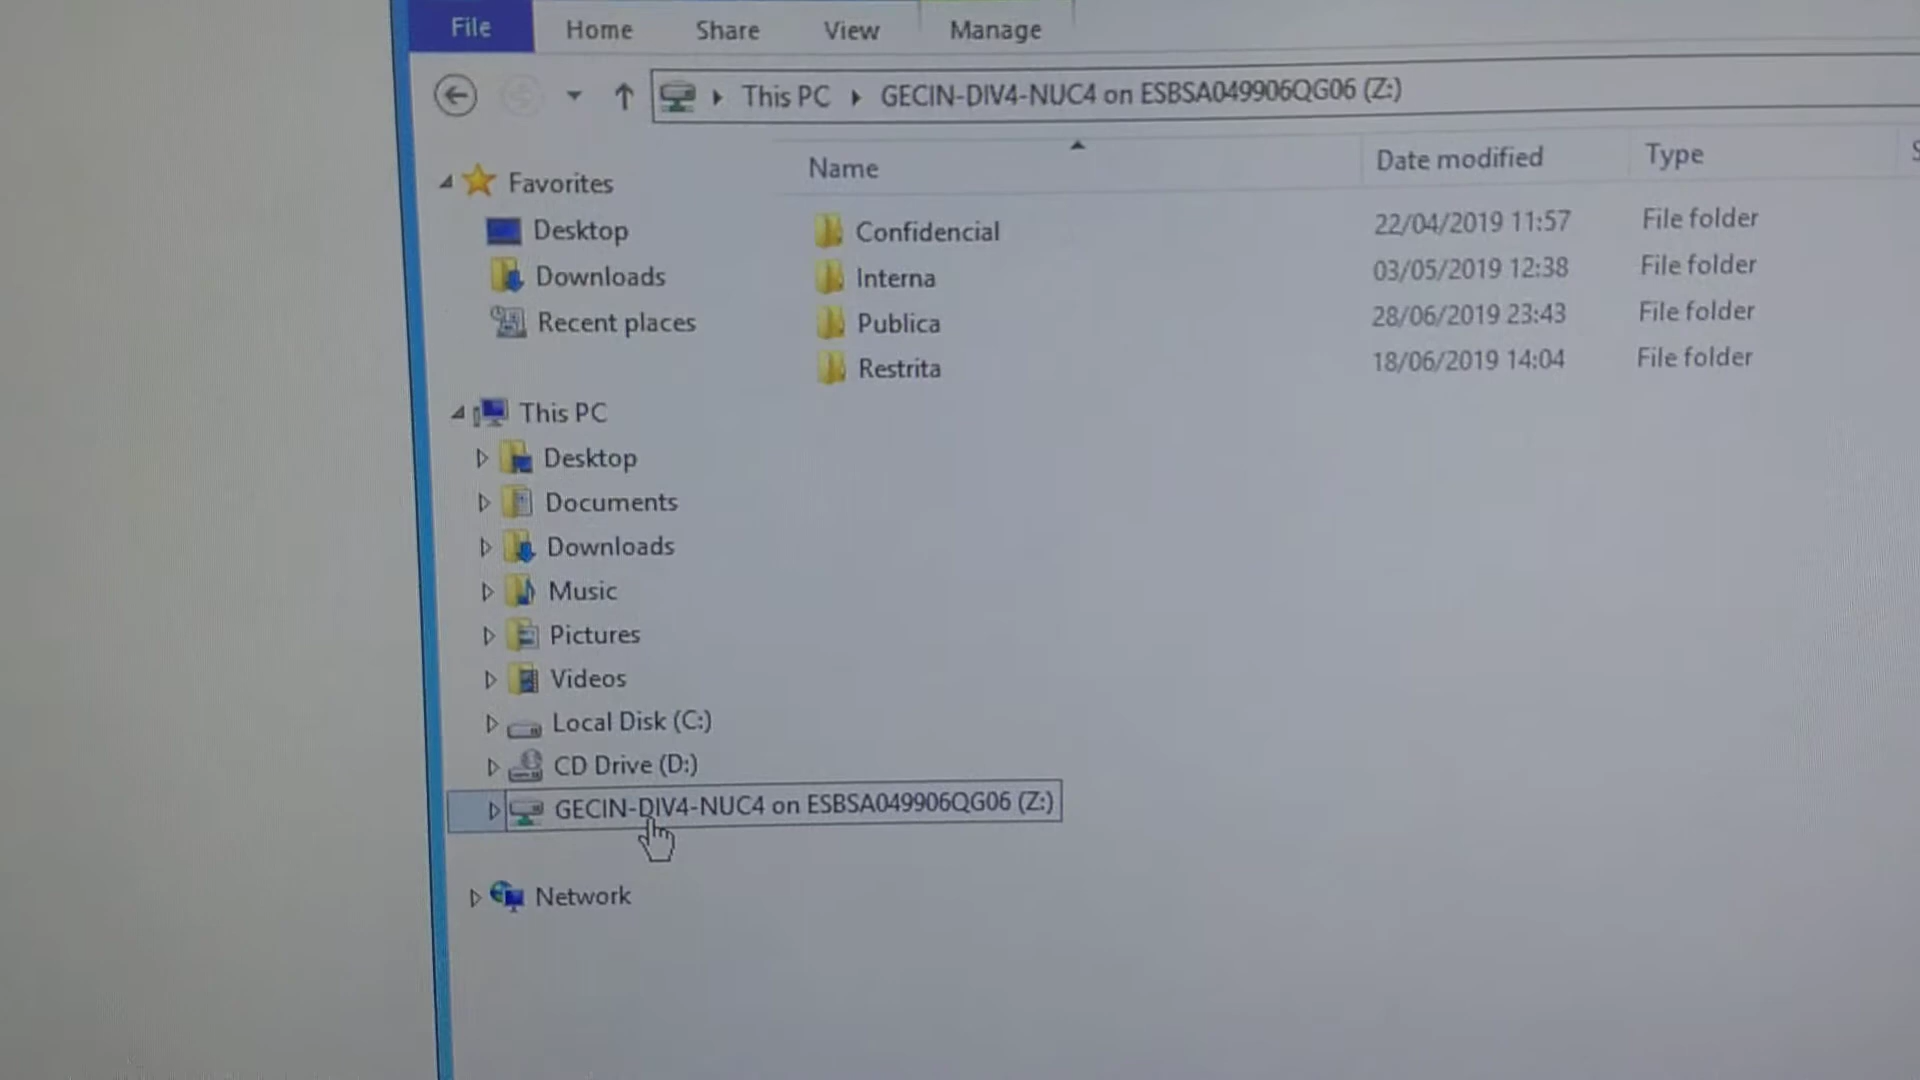 File Home Share View Manage
This PC GECIN-DIV4-NUC4 on ESBSA049906QG06 (Z:)
Name Date modified Type
Favorites
Desktop
Downloads
Recent places
Confidencial 22/04/2019 11:57 File folder
Interna 03/05/2019 12:38 File folder
Publica 28/06/2019 23:43 File folder
Restrita 18/06/2019 14:04 File folder
This PC
Desktop
Documents
Downloads
Music
Pictures
Videos
Local Disk (C:)
CD Drive (D:)
GECIN-DIV4-NUC4 on ESBSA049906QG06 (Z:)
Network